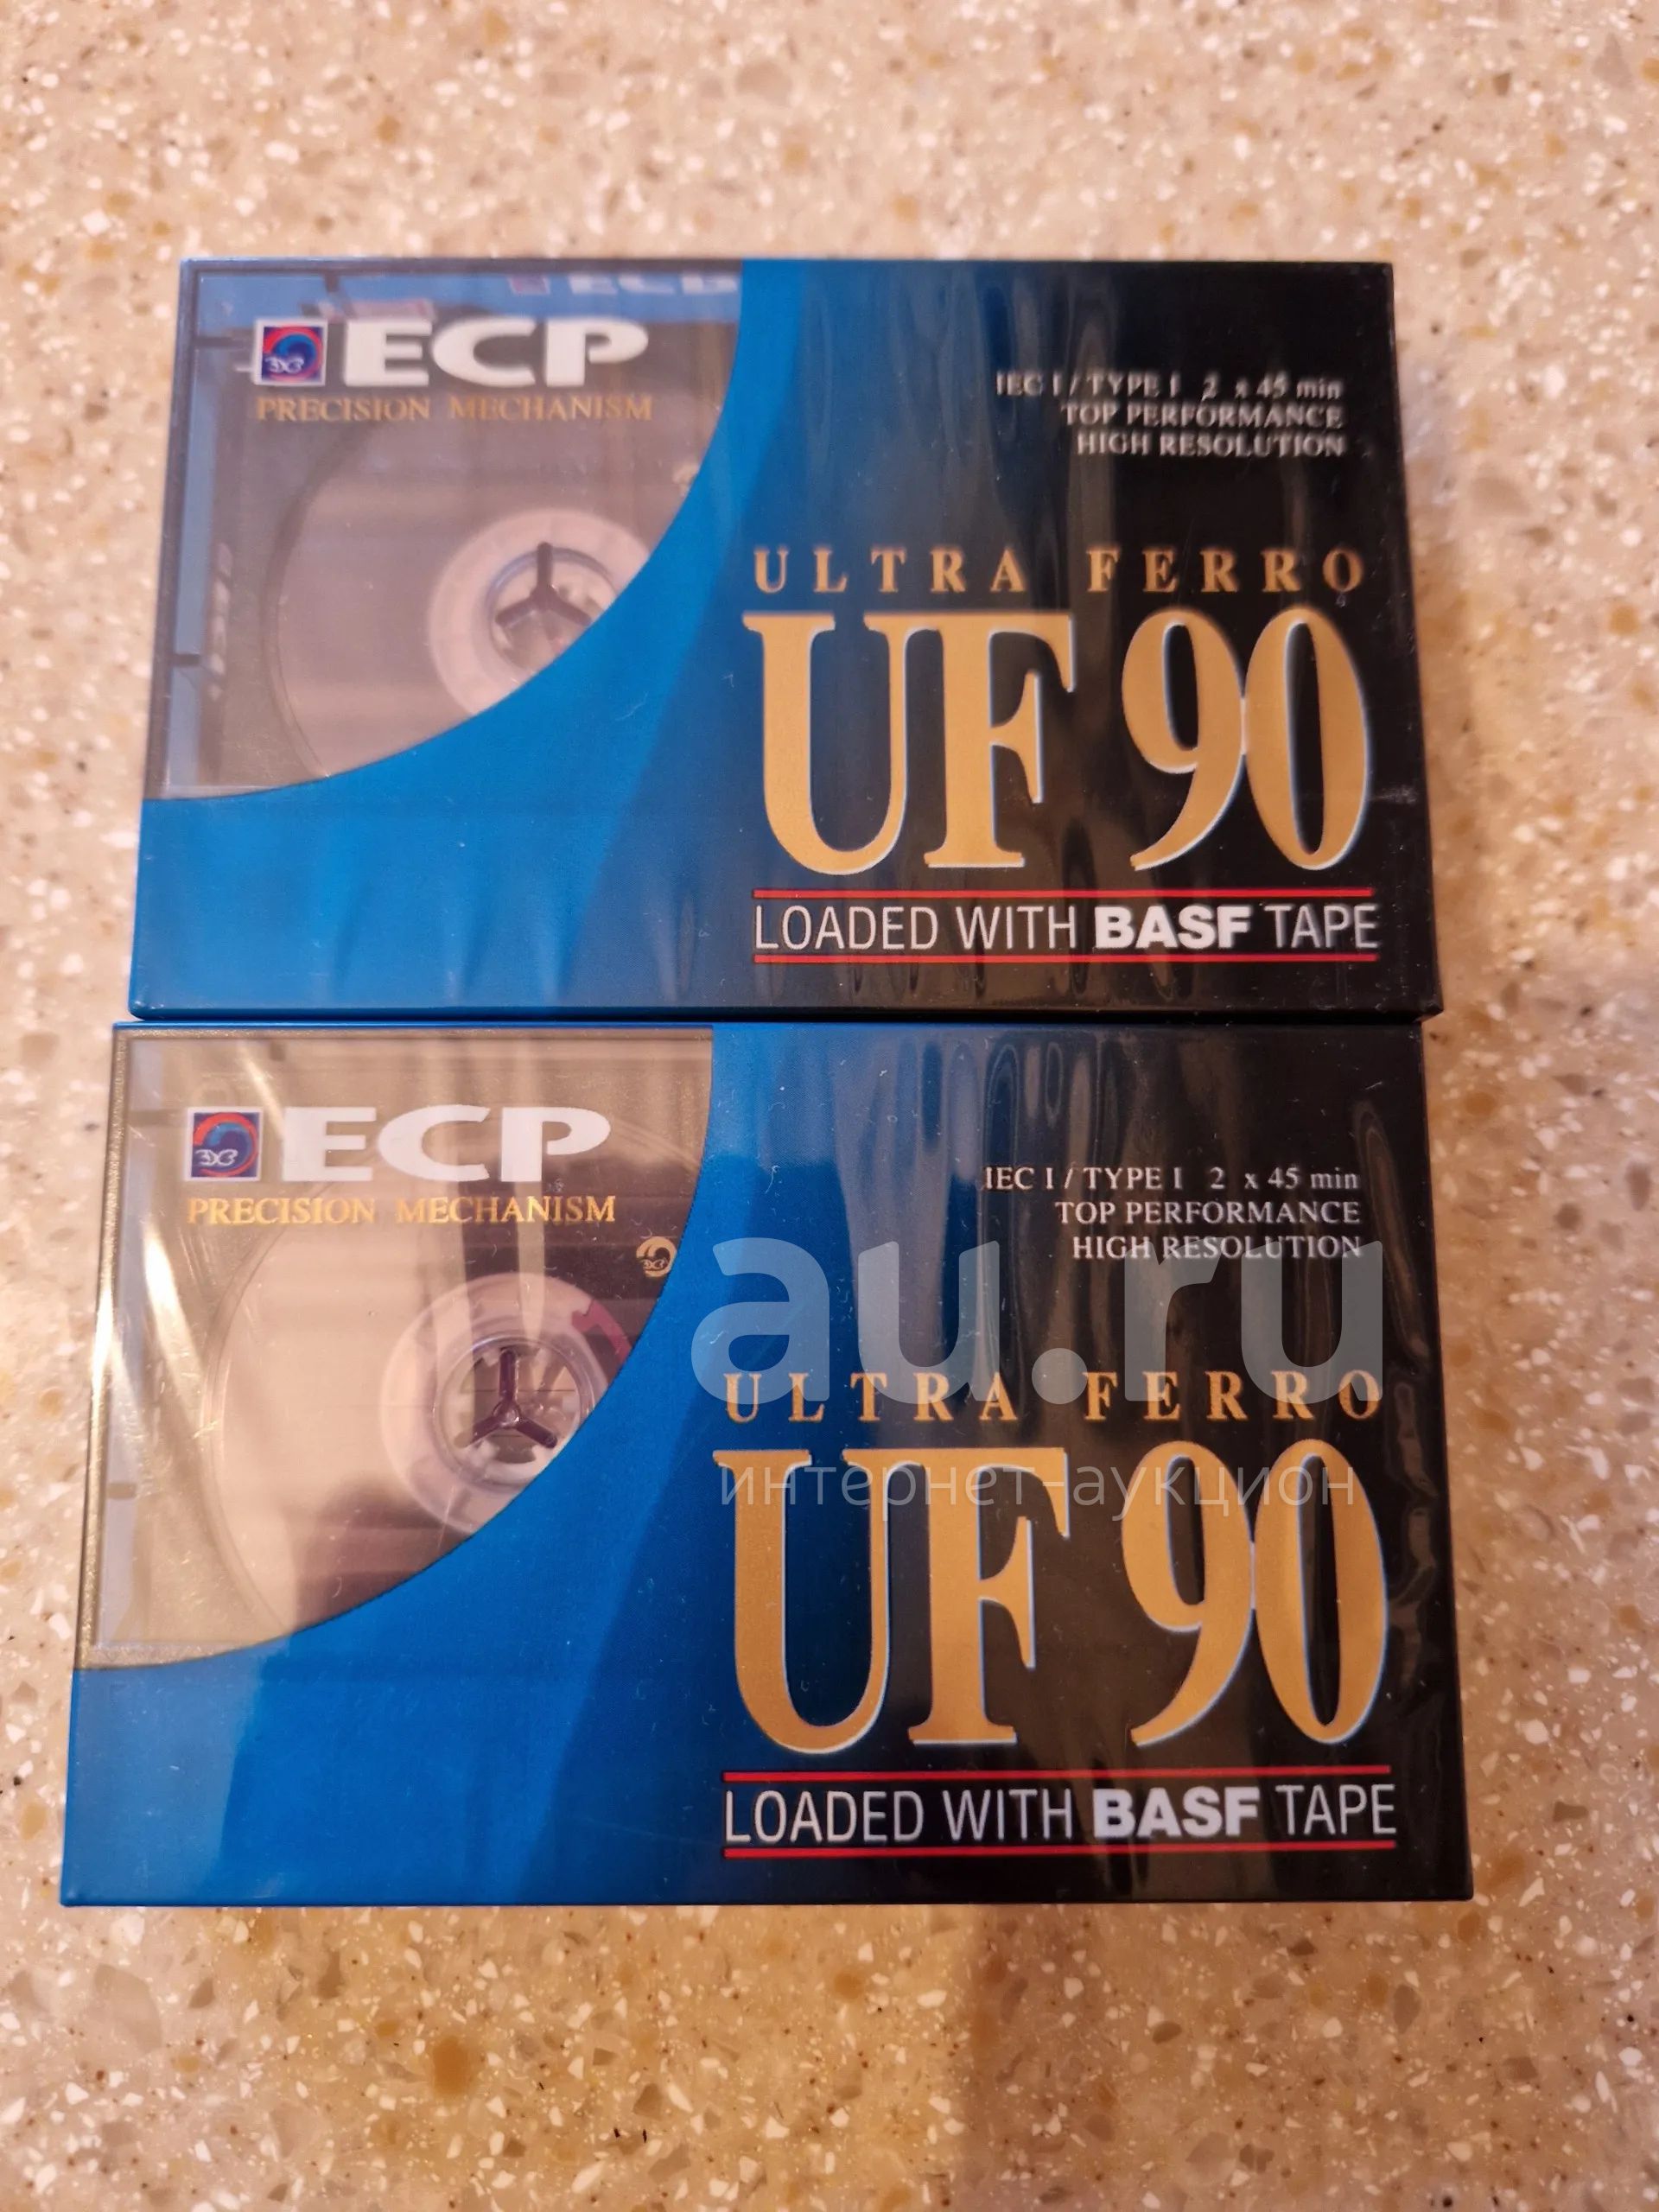 ECP
PRECISION MECHANISM
IEC I / TYPE I 2 x 45 min
TOP PERFORMANCE
HIGH RESOLUTION
ULTRA FERRO
UF 90
LOADED WITH BASF TAPE
ECP
PRECISION MECHANISM
IEC I / TYPE I 2 x 45 min
TOP PERFORMANCE
HIGH RESOLUTION
au.ru
ULTRA FERRO
интернет-аукцион
UF 90
LOADED WITH BASF TAPE